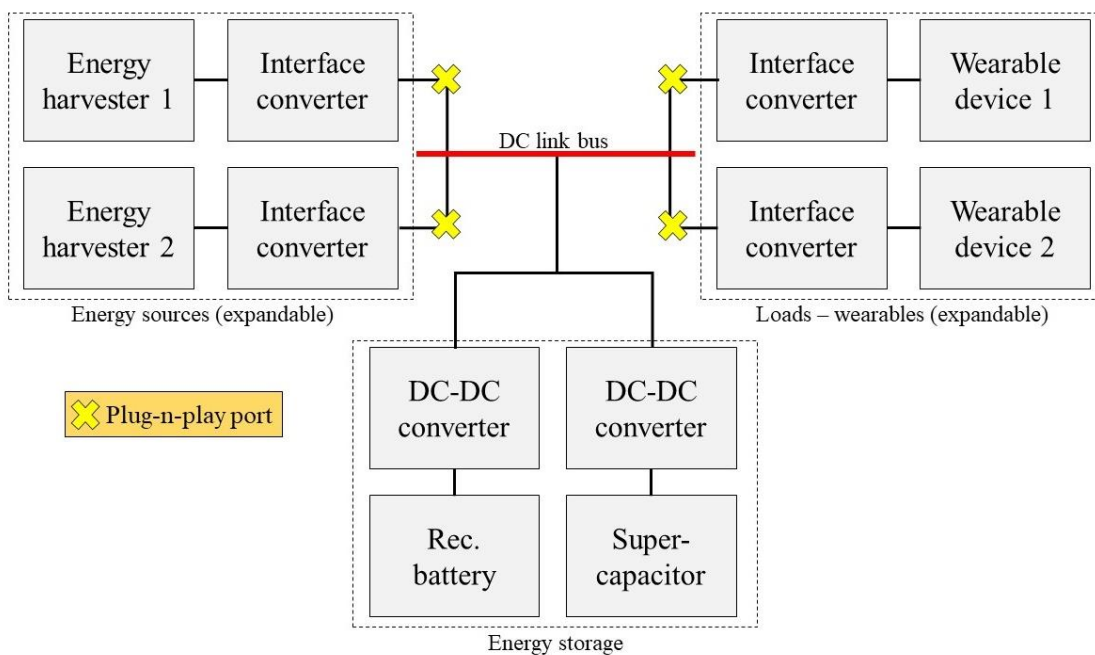 Energy
harvester 1
Interface
converter
Interface
converter
Wearable
device 1
DC link bus
Energy
harvester 2
Interface
converter
Interface
converter
Wearable
device 2
Energy sources (expandable)
Loads – wearables (expandable)
DC-DC
converter
DC-DC
converter
Plug-n-play port
Rec.
battery
Super-
capacitor
Energy storage